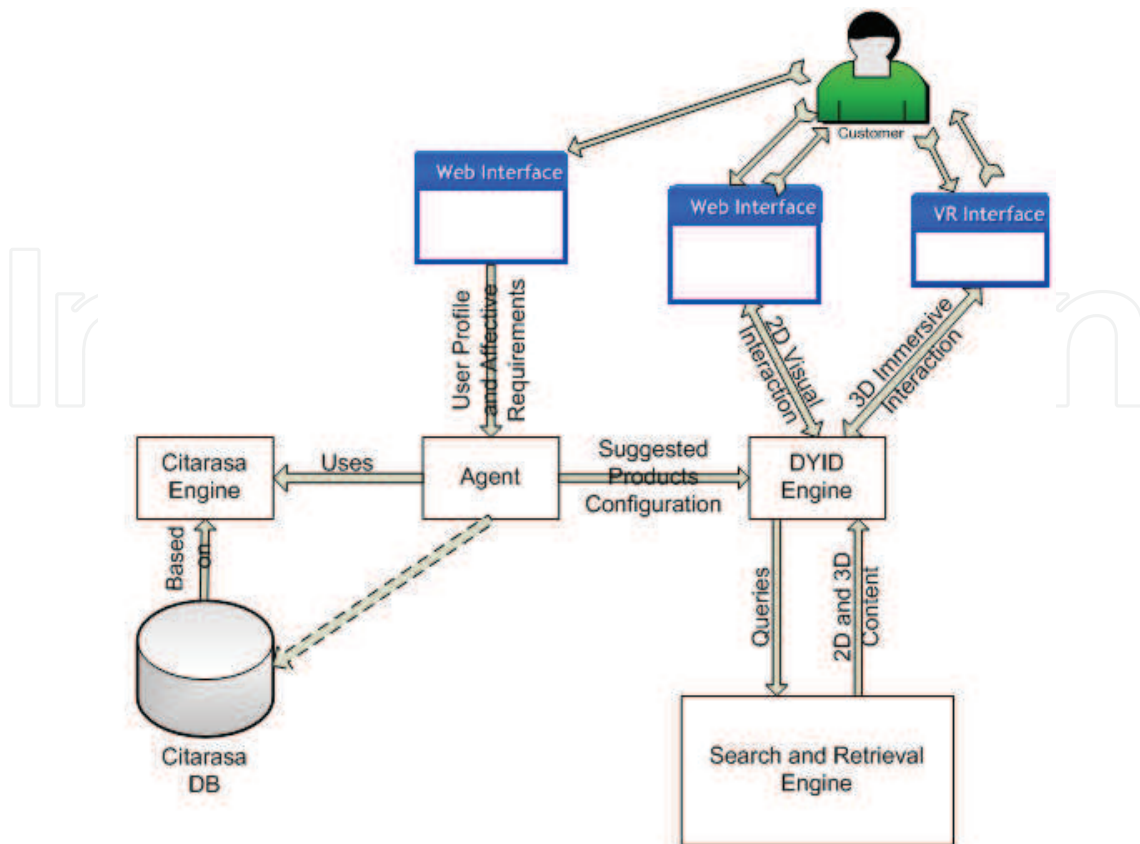 Customer
Web Interface
Web Interface
VR Interface
User Profile
and Affective
Requirements
2D Visual
Interaction
3D Immersive
Interaction
Citarasa
Engine
Uses
Agent
Suggested
Products
Configuration
DYID
Engine
Based
on
Queries
2D and 3D
Content
Citarasa
DB
Search and Retrieval
Engine